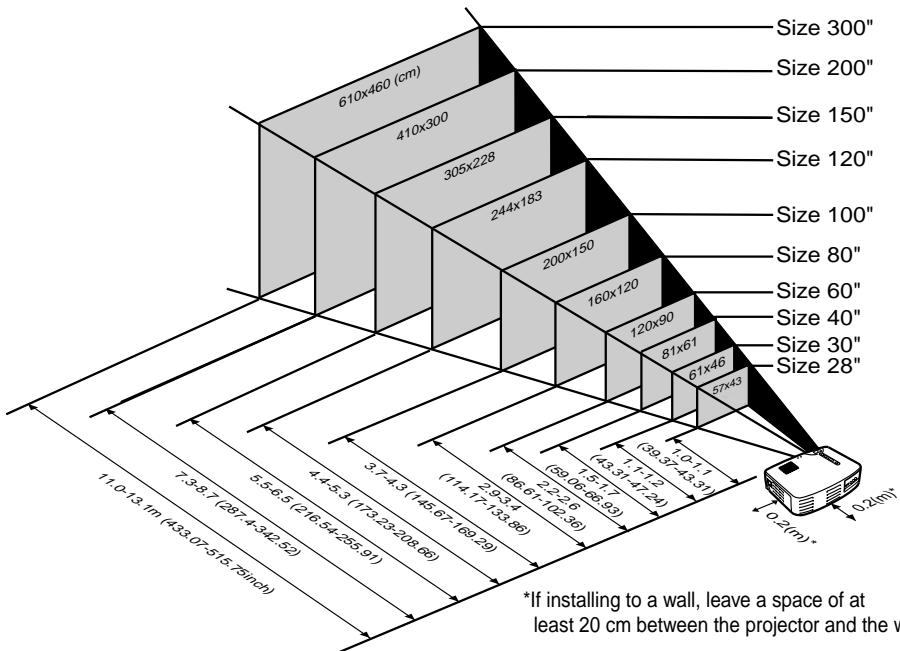 Size 300"
Size 200"
Size 150"
Size 120"
Size 100"
Size 80"
Size 60"
Size 40"
Size 30"
Size 28"
610x460 (cm)
410x300
305x228
244x183
200x150
160x120
120x90
81x61
61x46
57x43
11.0-13.1m (433.07-515.75inch)
7.3-8.7 (287.4-342.52)
5.5-6.5 (216.54-255.91)
4.4-5.3 (173.23-208.66)
3.7-4.3 (145.67-169.29)
2.9-3.4
(114.17-133.86)
2.2-2.6
(86.61-102.36)
1.5-1.7
(59.06-66.93)
1.1-1.2
(43.31-47.24)
1.0-1.1
(39.37-43.31)
0.2(m)*
0.2(m)*
*If installing to a wall, leave a space of at
least 20 cm between the projector and the